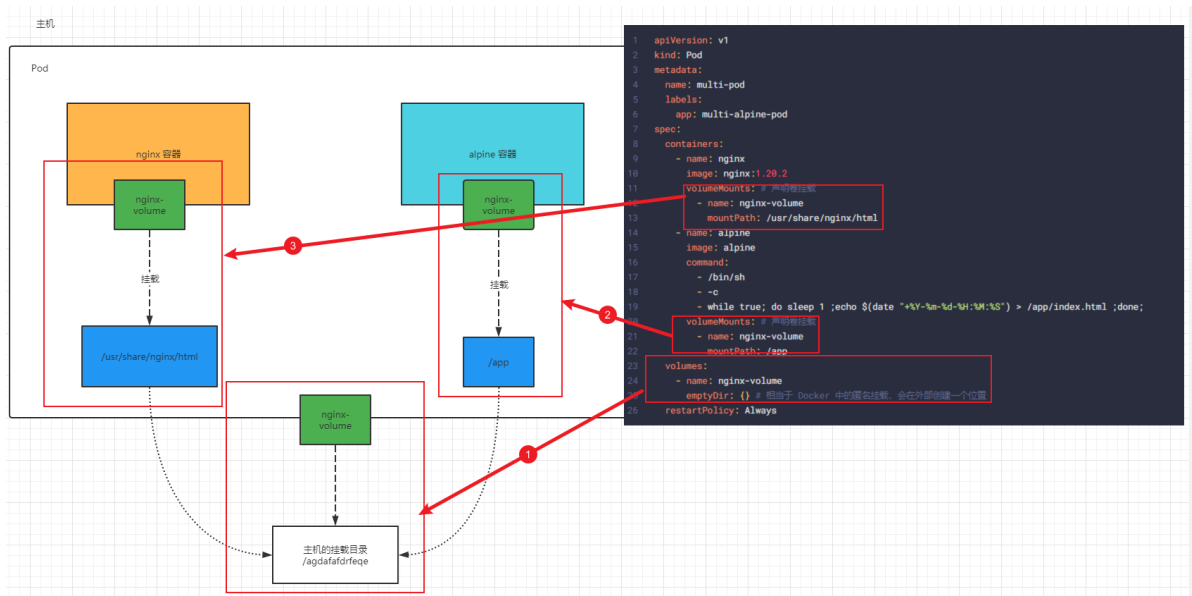 主机
Pod
nginx 容器
nginx-
volume
挂载
/usr/share/nginx/html
alpine 容器
nginx-
volume
挂载
/app
nginx-
volume
主机的挂载目录
/agdafafdrfeqe
3
2
1
1 apiVersion: v1
2 kind: Pod
3 metadata:
4 name: multi-pod
5 labels:
6 app: multi-alpine-pod
7 spec:
8 containers:
9 - name: nginx
10 image: nginx:1.20.2
11 volumeMounts: # 声明卷挂载
12 - name: nginx-volume
13 mountPath: /usr/share/nginx/html
14 - name: alpine
15 image: alpine
16 command:
17 - /bin/sh
18 - -c
19 - while true; do sleep 1 ;echo $(date "+%Y-%m-%d-%H:%M:%S") > /app/index.html ;done;
20 volumeMounts: # 声明卷挂载
21 - name: nginx-volume
22 mountPath: /app
23 volumes:
24 - name: nginx-volume
25 emptyDir: {} # 相当于 Docker 中的匿名挂载，会在外部创建一个位置
26 restartPolicy: Always